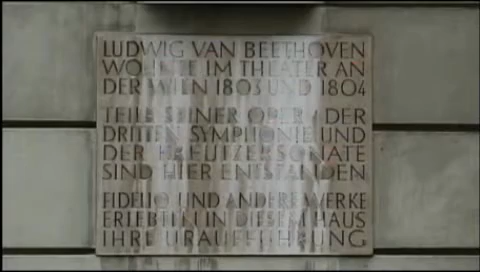 LUDWIG VAN BEETHOVEN
WOHNTE IM THEATER AN
DER WIEN 1803 UND 1804
TEILE SEINER OPER / DER
DRITTEN SYMPHONIE UND
DER KREUTZERSONATE
SIND HIER ENTSTANDEN
FIDELIO UND ANDERE WERKE
ERLEBTEN IN DIESEM HAUS
IHRE URAUFFÜHRUNG